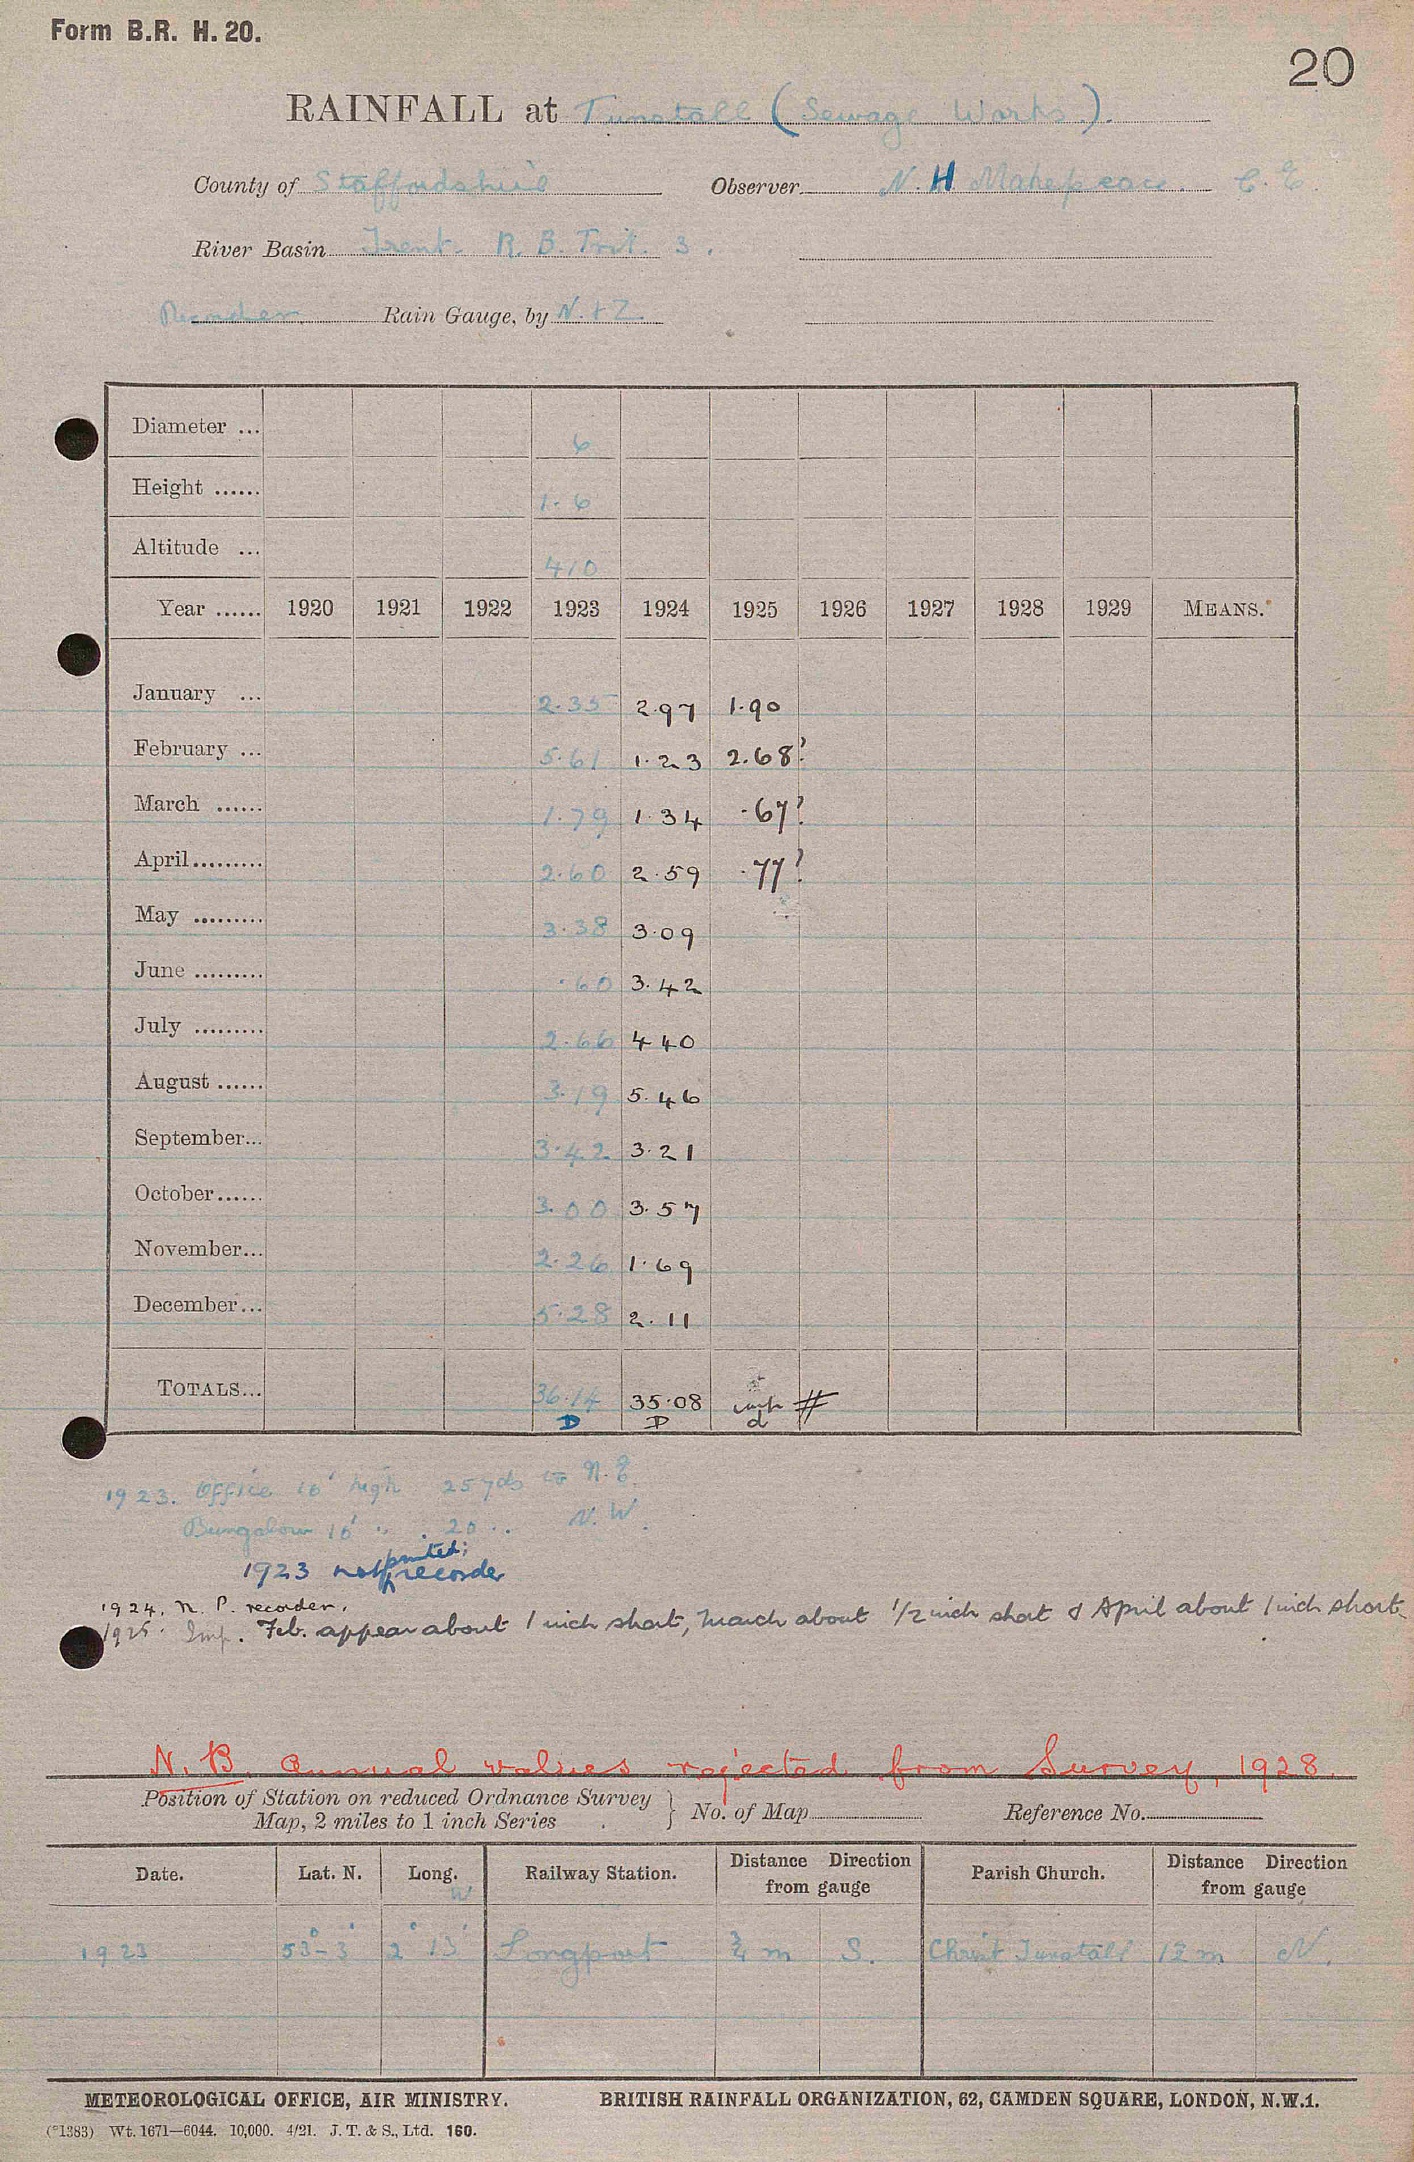 Form B.R. H. 20.
20
RAINFALL at Tunstall (Sewage Works).
County of Staffordshire Observer N. H. Makepeace. C. E.
River Basin Trent - R. B. Trit. 3.
Recorder Rain Gauge, by N. + Z.
Diameter ... 6
Height ...... 1. 6
Altitude ... 410
Year ...... 1920 1921 1922 1923 1924 1925 1926 1927 1928 1929 MEANS.
January ... 2.35 2.97 1.90
February ... 5.61 1.23 2.68?
March ...... 1.79 1.34 .67?
April......... 2.60 2.59 .77?
May ......... 3.38 3.09
June ......... .60 3.42
July ......... 2.66 4 40
August ...... 3.19 5.46
September... 3.42 3.21
October...... 3.00 3.57
November... 2.26 1.69
December... 5.28 2.11
TOTALS... 36.14 35.08 imp #
D D d
1923. Office 16' high 25 yds to N.E.
Bungalow 16' " . 20 .. N.W.
1923 not printed; recorder
1924. N. P. recorder.
1925. Imp. Feb. appear about 1 inch short, March about 1/2 inch short & April about 1 inch short.
N.B. Annual values rejected from Survey, 1928.
Position of Station on reduced Ordnance Survey Map, 2 miles to 1 inch Series } No. of Map Reference No.
Date. Lat. N. Long. W Railway Station. Distance Direction from gauge Parish Church. Distance Direction from gauge
1923 53° - 3' 2° 13' Longport 3/4 m S. Christ Tunstall 1 1/2 m N.
METEOROLOGICAL OFFICE, AIR MINISTRY. BRITISH RAINFALL ORGANIZATION, 62, CAMDEN SQUARE, LONDON, N.W.1.
(*1383) Wt. 1671—6044. 10,000. 4/21. J. T. & S., Ltd. 160.